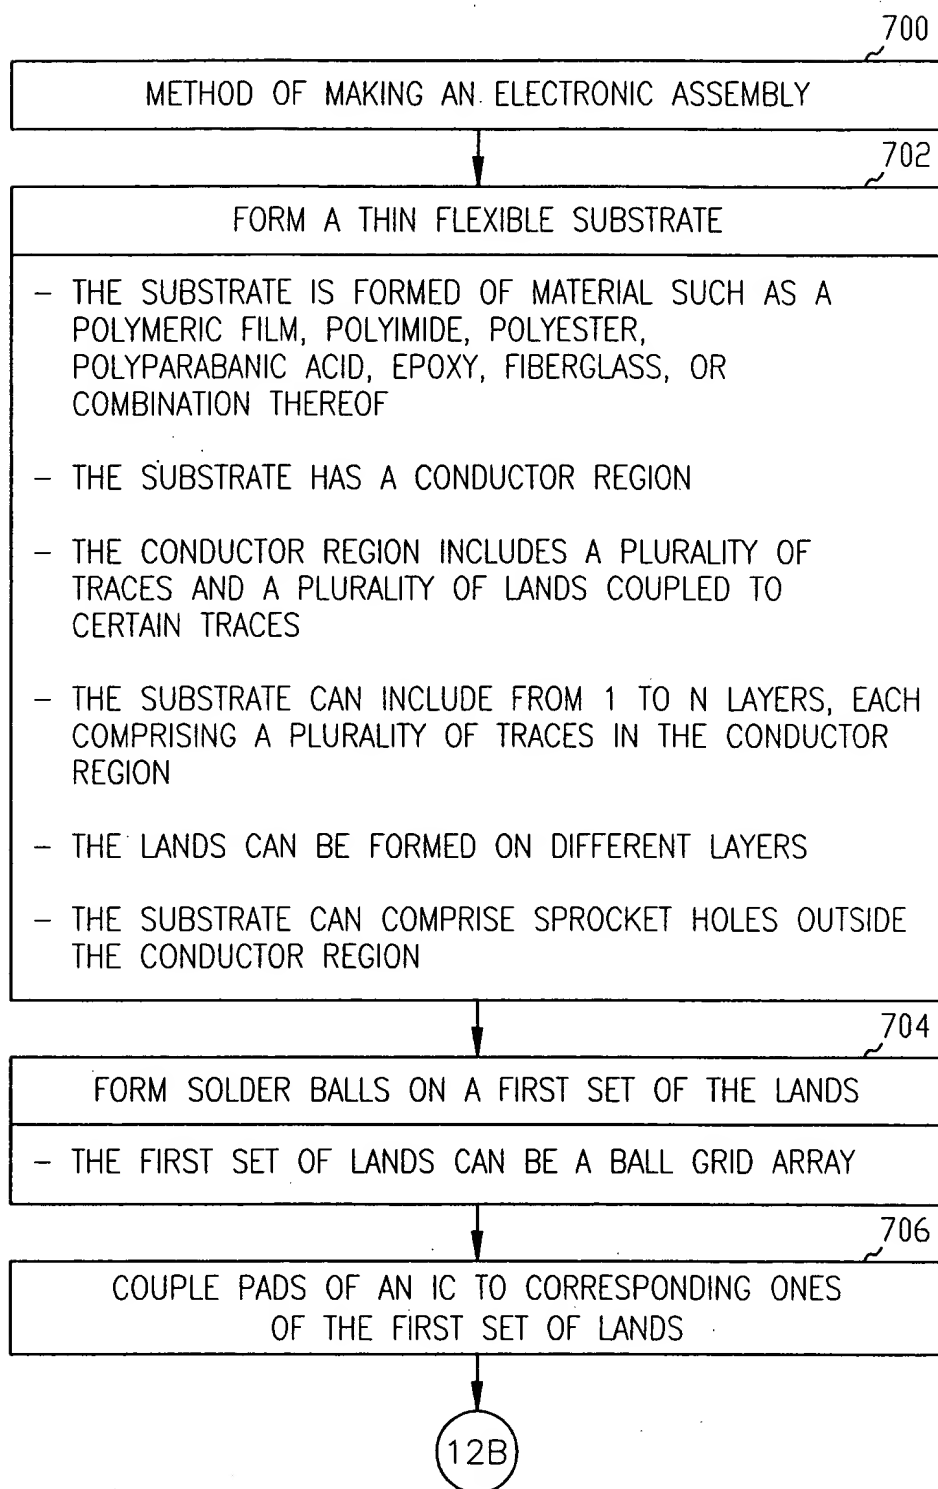 700
METHOD OF MAKING AN ELECTRONIC ASSEMBLY
702
FORM A THIN FLEXIBLE SUBSTRATE
– THE SUBSTRATE IS FORMED OF MATERIAL SUCH AS A
POLYMERIC FILM, POLYIMIDE, POLYESTER,
POLYPARABANIC ACID, EPOXY, FIBERGLASS, OR
COMBINATION THEREOF
– THE SUBSTRATE HAS A CONDUCTOR REGION
– THE CONDUCTOR REGION INCLUDES A PLURALITY OF
TRACES AND A PLURALITY OF LANDS COUPLED TO
CERTAIN TRACES
– THE SUBSTRATE CAN INCLUDE FROM 1 TO N LAYERS, EACH
COMPRISING A PLURALITY OF TRACES IN THE CONDUCTOR
REGION
– THE LANDS CAN BE FORMED ON DIFFERENT LAYERS
– THE SUBSTRATE CAN COMPRISE SPROCKET HOLES OUTSIDE
THE CONDUCTOR REGION
704
FORM SOLDER BALLS ON A FIRST SET OF THE LANDS
– THE FIRST SET OF LANDS CAN BE A BALL GRID ARRAY
706
COUPLE PADS OF AN IC TO CORRESPONDING ONES
OF THE FIRST SET OF LANDS
12B